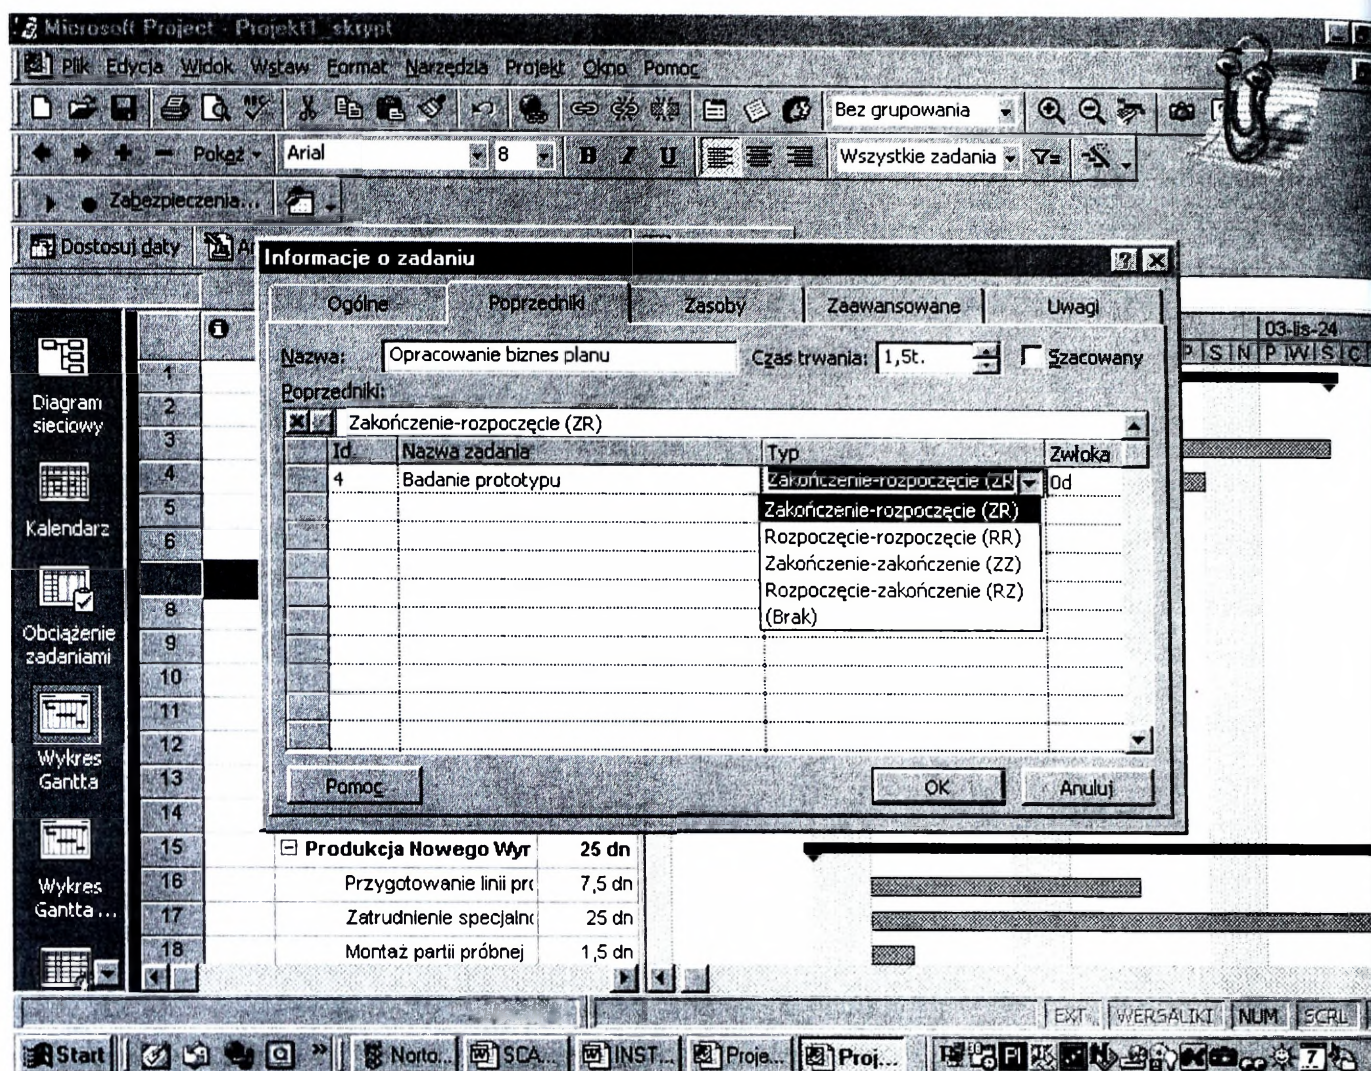 Microsoft Project - Projekt1_skrypt
Plik Edycja Widok Wstaw Format Narzędzia Projekt Okno Pomoc
Bez grupowania
Pokaż Arial 8 B I U Wszystkie zadania
Zabezpieczenia...
Dostosuj daty
Informacje o zadaniu
Ogólne Poprzedniki Zasoby Zaawansowane Uwagi
03-lis-24
P S N P W S C
Nazwa: Opracowanie biznes planu Czas trwania: 1,5t. Szacowany
Poprzedniki:
Zakończenie-rozpoczęcie (ZR)
Id. Nazwa zadania Typ Zwłoka
4 Badanie prototypu Zakończenie-rozpoczęcie (ZR 0d
Zakończenie-rozpoczęcie (ZR)
Rozpoczęcie-rozpoczęcie (RR)
Zakończenie-zakończenie (ZZ)
Rozpoczęcie-zakończenie (RZ)
(Brak)
Pomoc OK Anuluj
Diagram
sieciowy
Kalendarz
Obciążenie
zadaniami
Wykres
Gantta
Wykres
Gantta ...
1
2
3
4
5
6
8
9
10
11
12
13
14
15 Produkcja Nowego Wyr 25 dn
16 Przygotowanie linii pro 7,5 dn
17 Zatrudnienie specjalno 25 dn
18 Montaż partii próbnej 1,5 dn
EXT WERSALIKI NUM SCRL
Start Norto... SCA... INST... Proje... Proj...